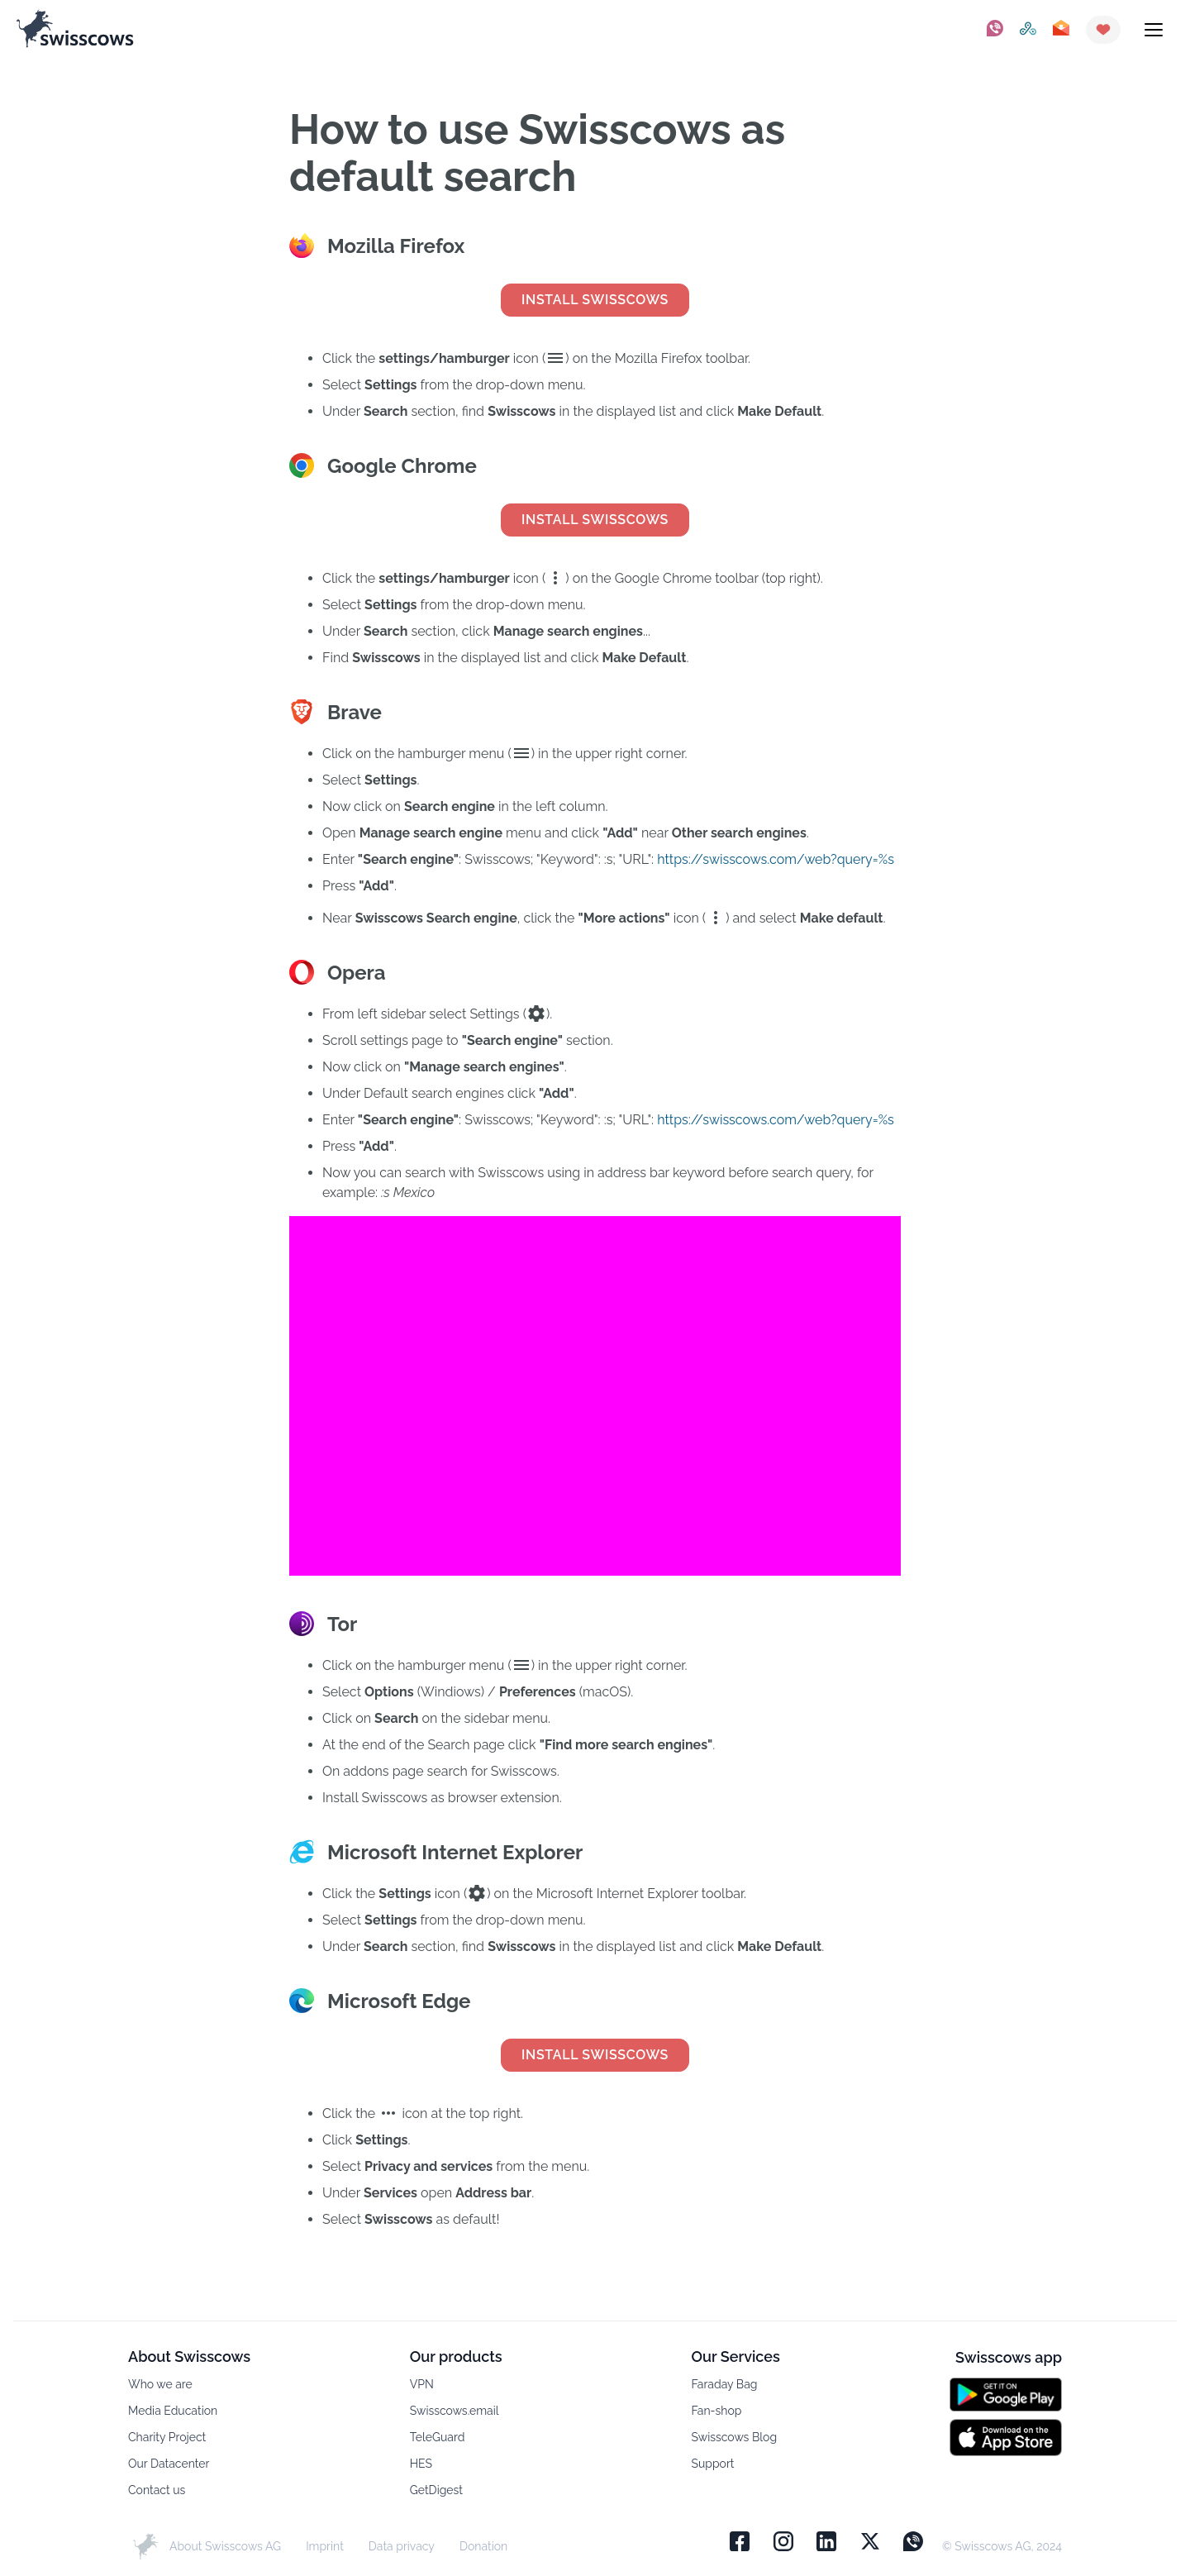 swisscows
How to use Swisscows as
default search
Mozilla Firefox
INSTALL SWISSCOWS
Click the settings/hamburger icon ( ) on the Mozilla Firefox toolbar.
Select Settings from the drop-down menu.
Under Search section, find Swisscows in the displayed list and click Make Default.
Google Chrome
INSTALL SWISSCOWS
Click the settings/hamburger icon ( ) on the Google Chrome toolbar (top right).
Select Settings from the drop-down menu.
Under Search section, click Manage search engines...
Find Swisscows in the displayed list and click Make Default.
Brave
Click on the hamburger menu ( ) in the upper right corner.
Select Settings.
Now click on Search engine in the left column.
Open Manage search engine menu and click "Add" near Other search engines.
Enter "Search engine": Swisscows; "Keyword": :s; "URL": https://swisscows.com/web?query=%s
Press "Add".
Near Swisscows Search engine, click the "More actions" icon ( ) and select Make default.
Opera
From left sidebar select Settings ( ).
Scroll settings page to "Search engine" section.
Now click on "Manage search engines".
Under Default search engines click "Add".
Enter "Search engine": Swisscows; "Keyword": :s; "URL": https://swisscows.com/web?query=%s
Press "Add".
Now you can search with Swisscows using in address bar keyword before search query, for
example: :s Mexico
Tor
Click on the hamburger menu ( ) in the upper right corner.
Select Options (Windiows) / Preferences (macOS).
Click on Search on the sidebar menu.
At the end of the Search page click "Find more search engines".
On addons page search for Swisscows.
Install Swisscows as browser extension.
Microsoft Internet Explorer
Click the Settings icon ( ) on the Microsoft Internet Explorer toolbar.
Select Settings from the drop-down menu.
Under Search section, find Swisscows in the displayed list and click Make Default.
Microsoft Edge
INSTALL SWISSCOWS
Click the ··· icon at the top right.
Click Settings.
Select Privacy and services from the menu.
Under Services open Address bar.
Select Swisscows as default!
About Swisscows
Who we are
Media Education
Charity Project
Our Datacenter
Contact us
Our products
VPN
Swisscows.email
TeleGuard
HES
GetDigest
Our Services
Faraday Bag
Fan-shop
Swisscows Blog
Support
Swisscows app
GET IT ON
Google Play
Download on the
App Store
About Swisscows AG Imprint Data privacy Donation
© Swisscows AG, 2024